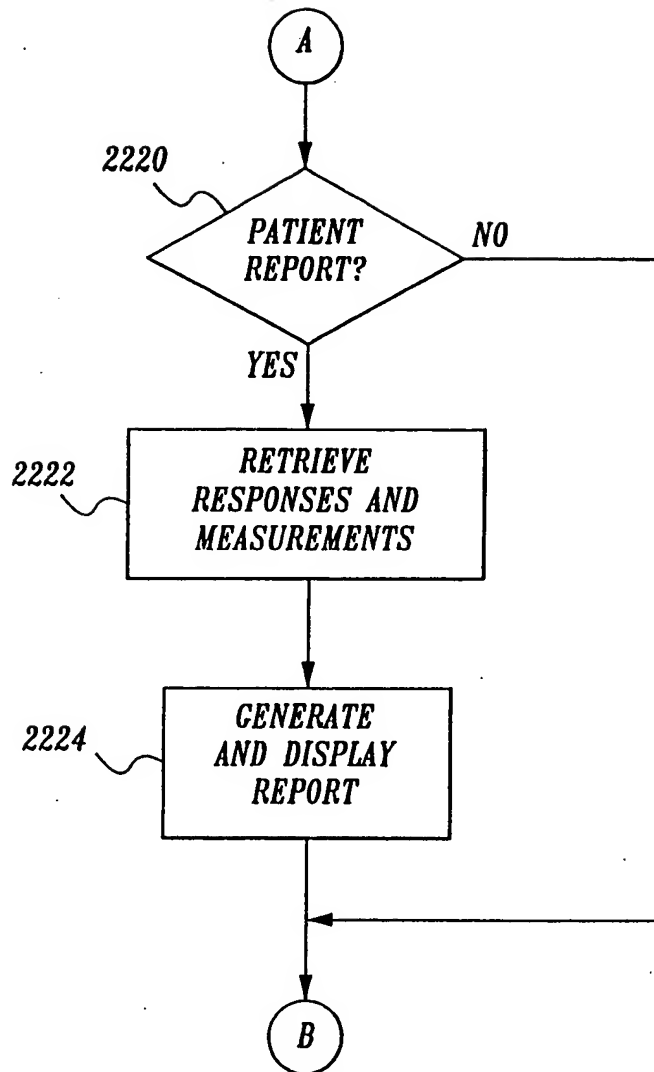 A
2220
PATIENT
REPORT?
NO
YES
2222
RETRIEVE
RESPONSES AND
MEASUREMENTS
2224
GENERATE
AND DISPLAY
REPORT
B